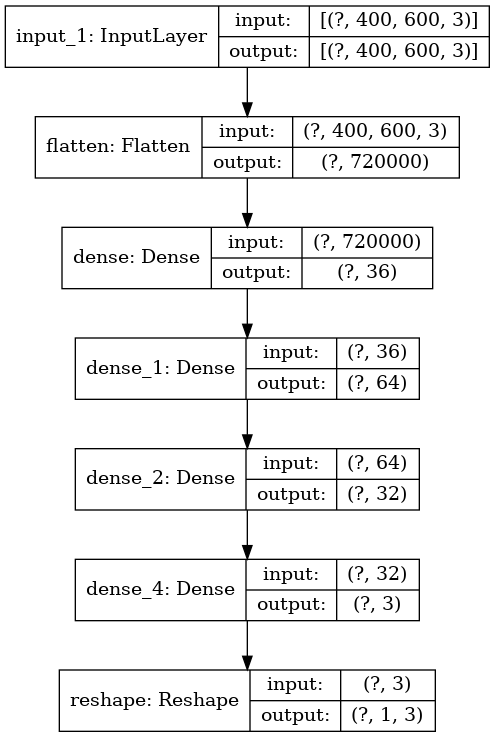 input_1: InputLayer
input: [(?, 400, 600, 3)]
output: [(?, 400, 600, 3)]
flatten: Flatten
input: (?, 400, 600, 3)
output: (?, 720000)
dense: Dense
input: (?, 720000)
output: (?, 36)
dense_1: Dense
input: (?, 36)
output: (?, 64)
dense_2: Dense
input: (?, 64)
output: (?, 32)
dense_4: Dense
input: (?, 32)
output: (?, 3)
reshape: Reshape
input: (?, 3)
output: (?, 1, 3)